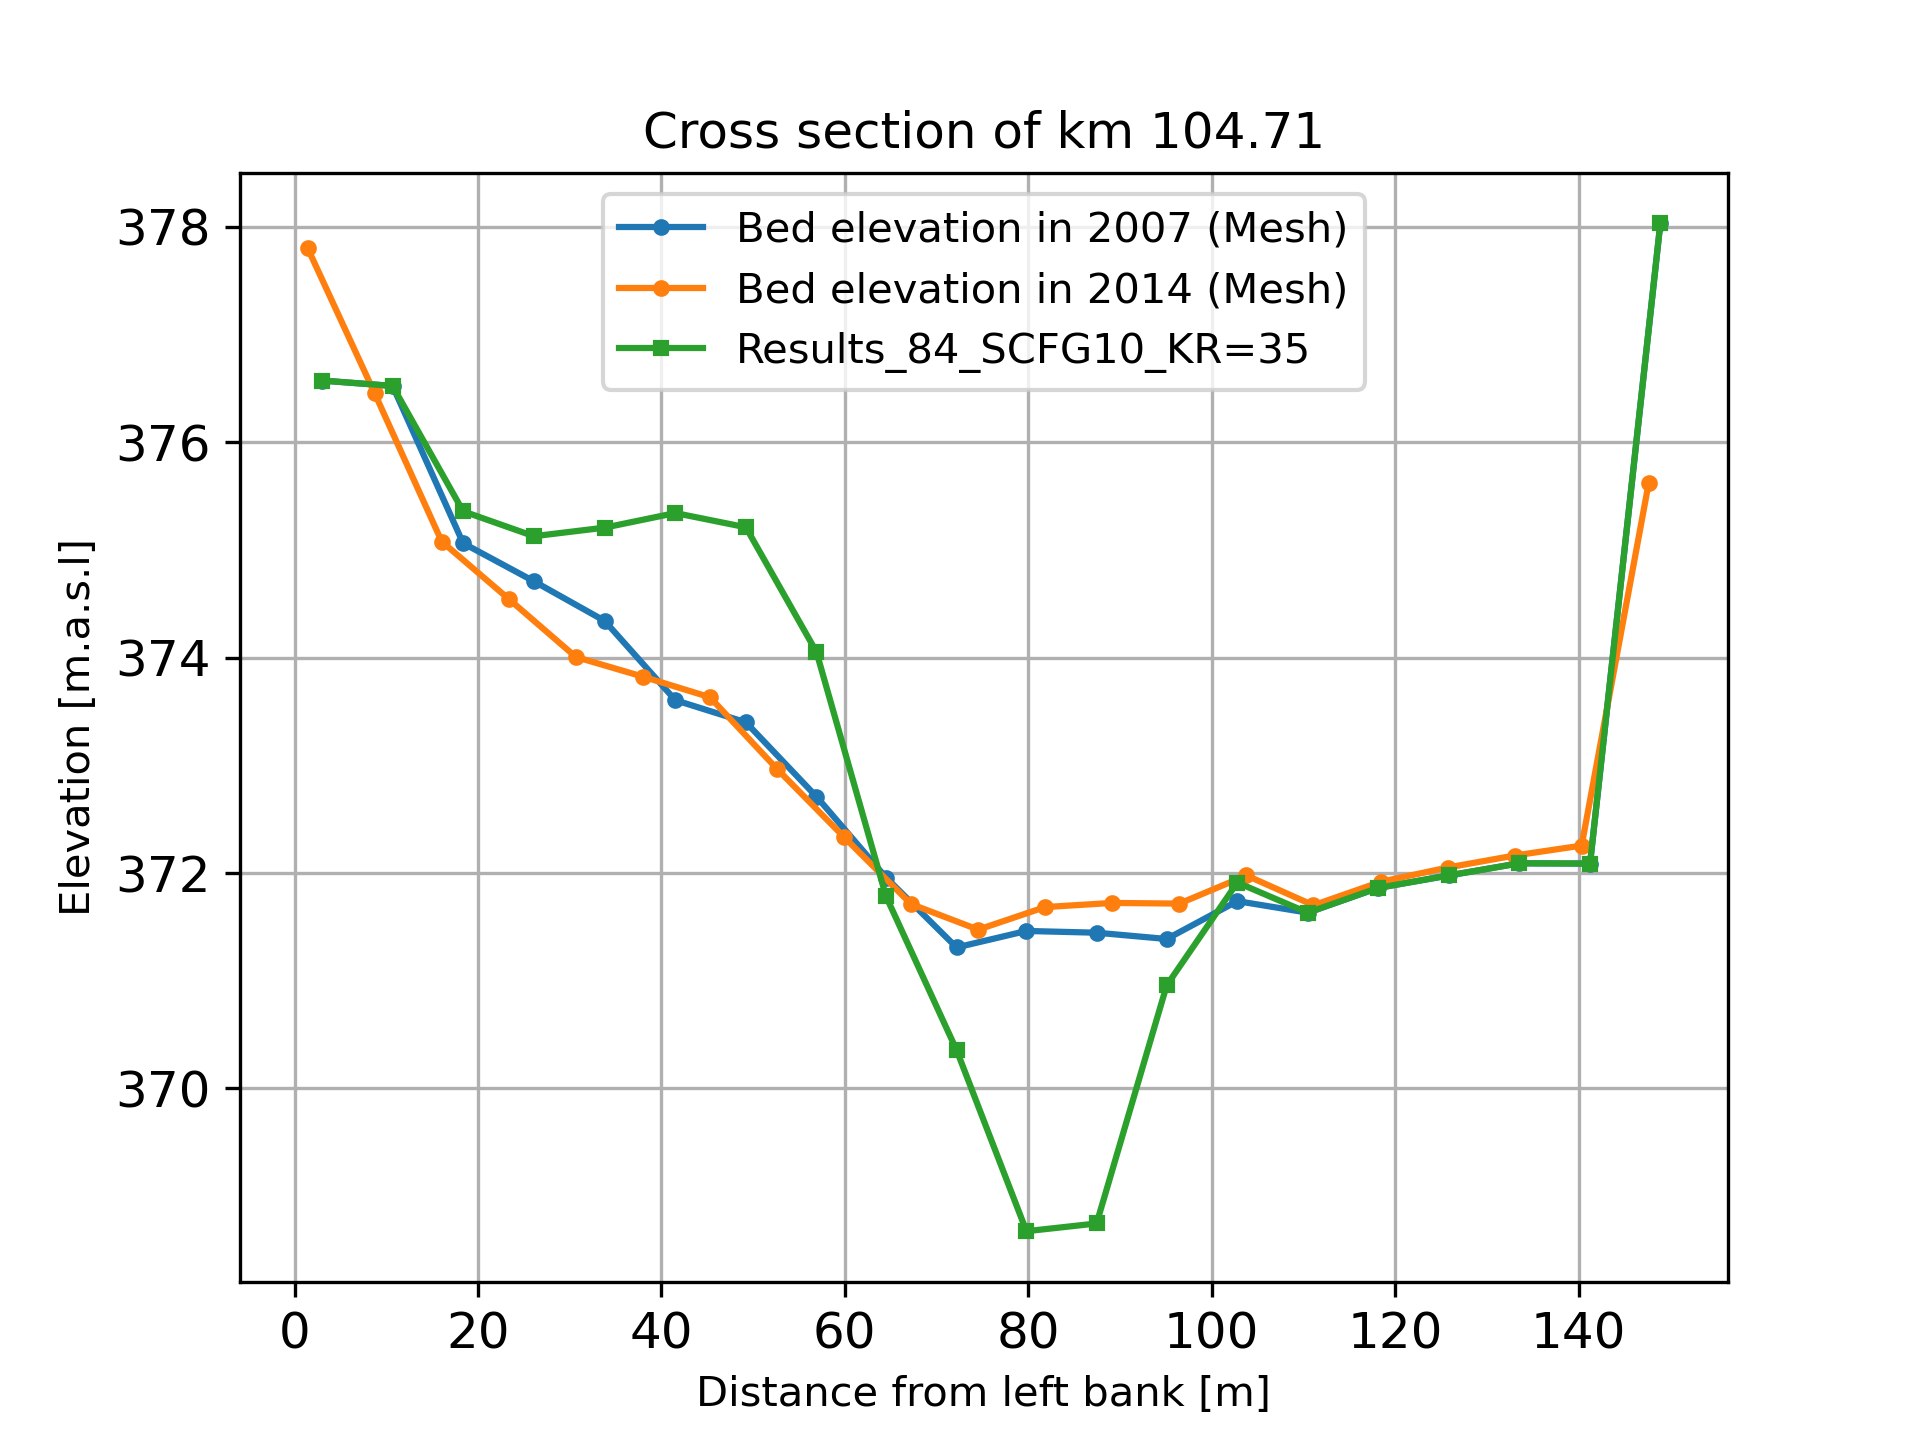 Cross section of km 104.71
Bed elevation in 2007 (Mesh)
Bed elevation in 2014 (Mesh)
Results_84_SCFG10_KR=35
378
376
374
372
370
Elevation [m.a.s.l]
0 20 40 60 80 100 120 140
Distance from left bank [m]